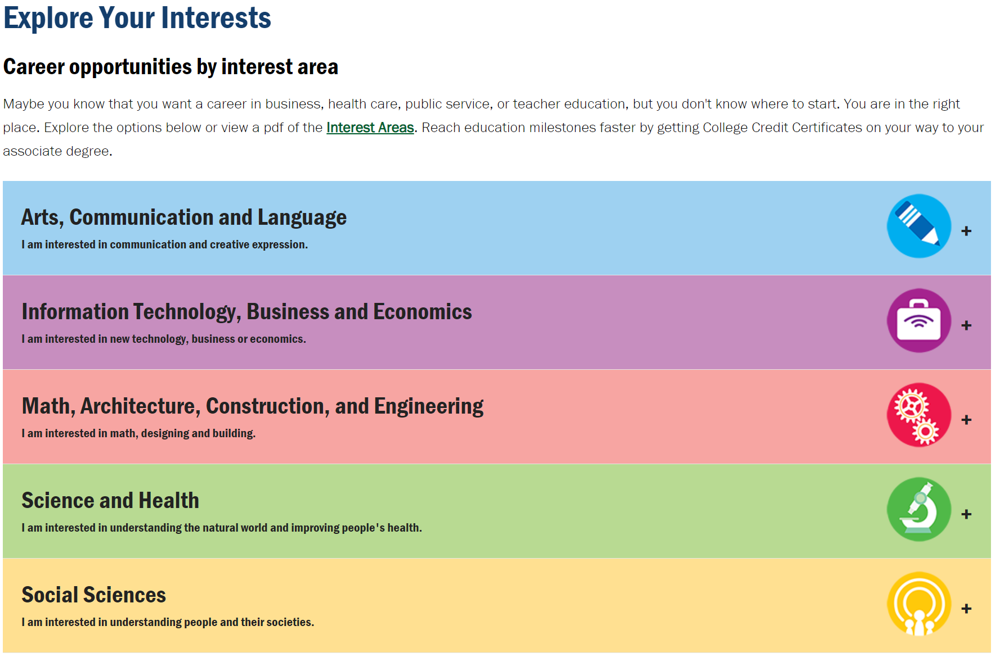 Explore Your Interests
Career opportunities by interest area
Maybe you know that you want a career in business, health care, public service, or teacher education, but you don't know where to start. You are in the right
place. Explore the options below or view a pdf of the Interest Areas. Reach education milestones faster by getting College Credit Certificates on your way to your
associate degree.
Arts, Communication and Language
I am interested in communication and creative expression.
+
Information Technology, Business and Economics
I am interested in new technology, business or economics.
+
Math, Architecture, Construction, and Engineering
I am interested in math, designing and building.
+
Science and Health
I am interested in understanding the natural world and improving people's health.
+
Social Sciences
I am interested in understanding people and their societies.
+